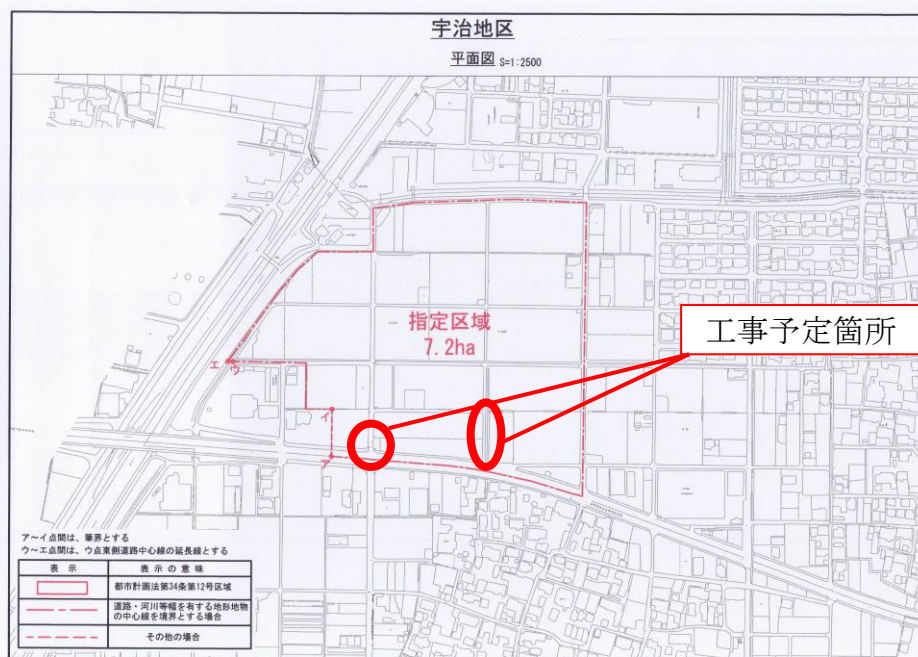 宇治地区
平面図 S=1:2500
指定区域
7.2ha
工事予定箇所
エ
ウ
イ
ア
ア～イ点間は、筆界とする
ウ～エ点間は、ウ点東側道路中心線の延長線とする
表 示
表 示 の 意 味
都市計画法第34条第12号区域
道路・河川等幅を有する地形地物
の中心線を境界とする場合
その他の場合